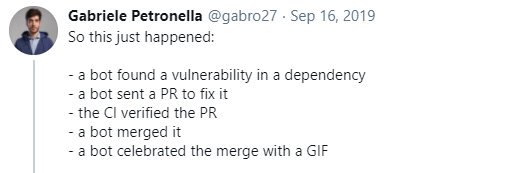 Gabriele Petronella @gabro27 · Sep 16, 2019
So this just happened:
- a bot found a vulnerability in a dependency
- a bot sent a PR to fix it
- the CI verified the PR
- a bot merged it
- a bot celebrated the merge with a GIF